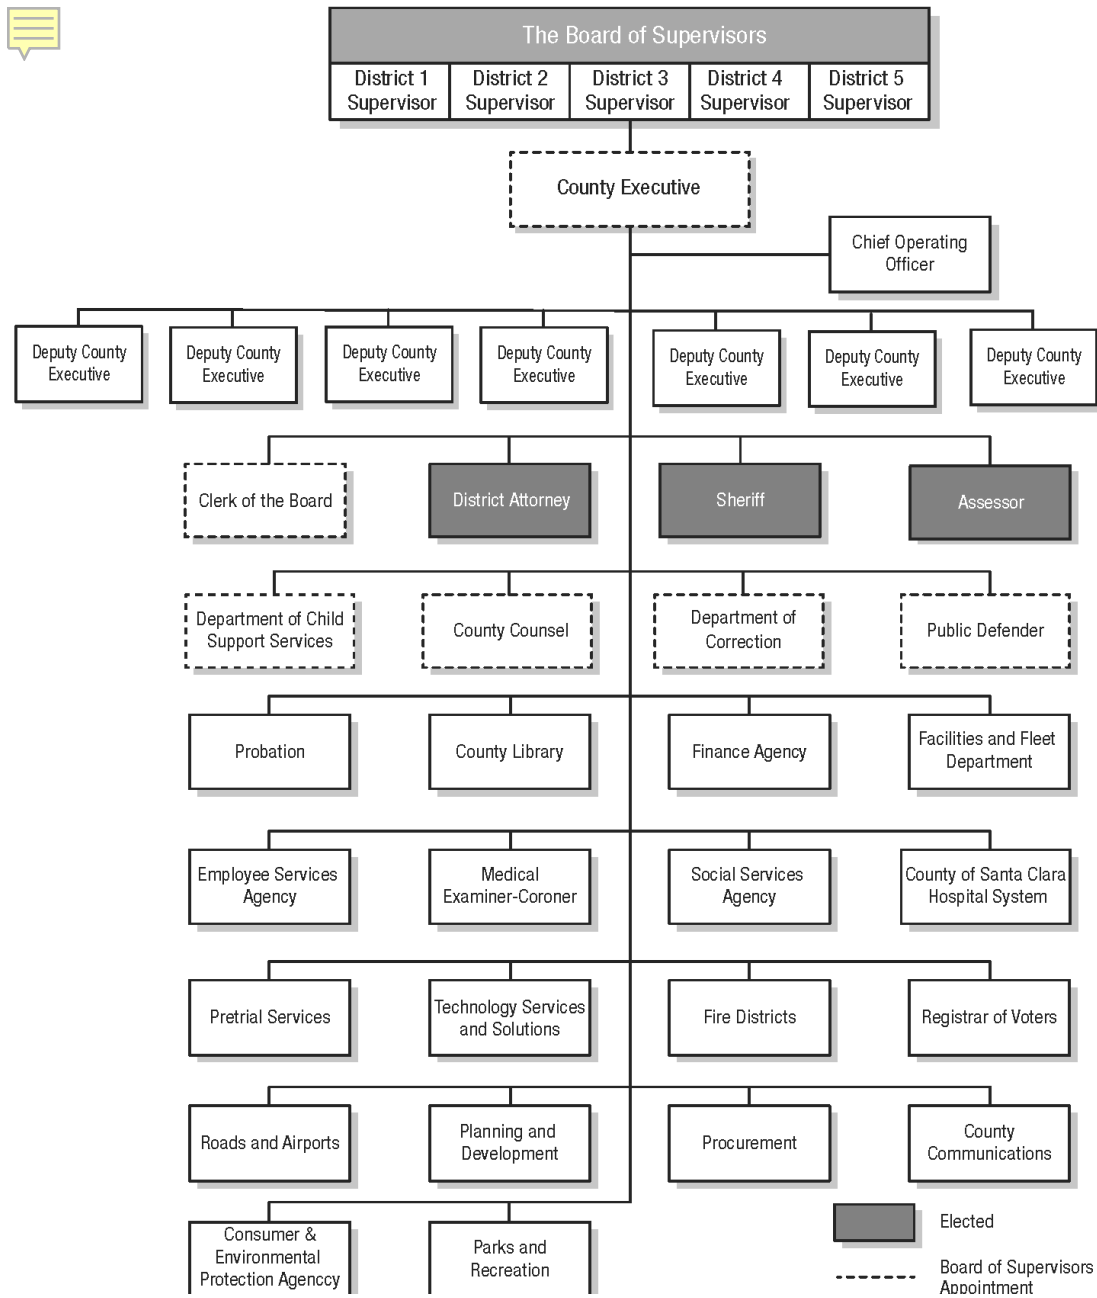 The Board of Supervisors
District 1
Supervisor
District 2
Supervisor
District 3
Supervisor
District 4
Supervisor
District 5
Supervisor
County Executive
Chief Operating
Officer
Deputy County
Executive
Deputy County
Executive
Deputy County
Executive
Deputy County
Executive
Deputy County
Executive
Deputy County
Executive
Deputy County
Executive
Clerk of the Board
District Attorney
Sheriff
Assessor
Department of Child
Support Services
County Counsel
Department of
Correction
Public Defender
Probation
County Library
Finance Agency
Facilities and Fleet
Department
Employee Services
Agency
Medical
Examiner-Coroner
Social Services
Agency
County of Santa Clara
Hospital System
Pretrial Services
Technology Services
and Solutions
Fire Districts
Registrar of Voters
Roads and Airports
Planning and
Development
Procurement
County
Communications
Consumer &
Environmental
Protection Agenccy
Parks and
Recreation
Elected
Board of Supervisors
Appointment